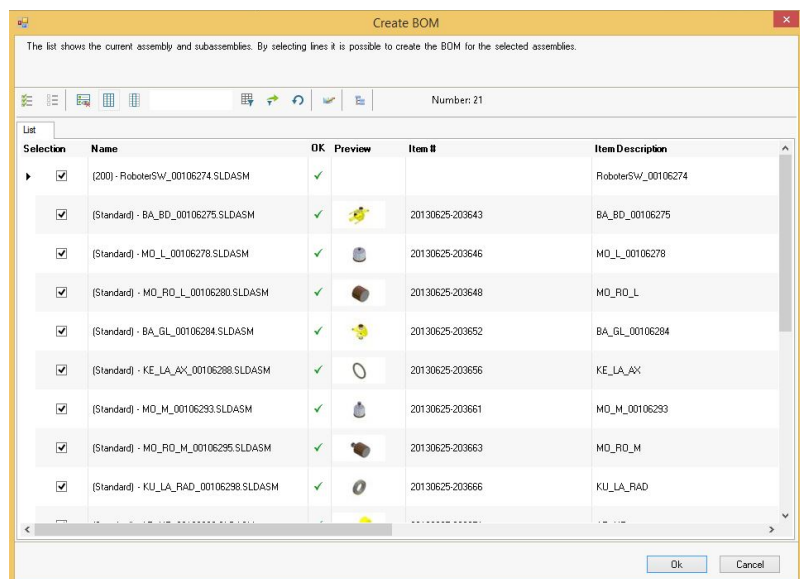 Create BOM
The list shows the current assembly and subassemblies. By selecting lines it is possible to create the BOM for the selected assemblies.
Number: 21
List
Selection Name OK Preview Item # Item Description
(200) - RoboterSW_00106274.SLDASM RoboterSW_00106274
(Standard) - BA_BD_00106275.SLDASM 20130625-203643 BA_BD_00106275
(Standard) - MO_L_00106278.SLDASM 20130625-203646 MO_L_00106278
(Standard) - MO_RO_L_00106280.SLDASM 20130625-203648 MO_RO_L
(Standard) - BA_GL_00106284.SLDASM 20130625-203652 BA_GL_00106284
(Standard) - KE_LA_AX_00106288.SLDASM 20130625-203656 KE_LA_AX
(Standard) - MO_M_00106293.SLDASM 20130625-203661 MO_M_00106293
(Standard) - MO_RO_M_00106295.SLDASM 20130625-203663 MO_RO_M
(Standard) - KU_LA_RAD_00106298.SLDASM 20130625-203666 KU_LA_RAD
Ok Cancel